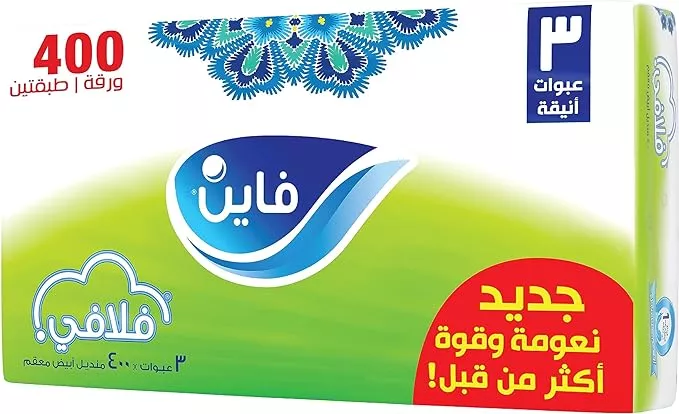 400
ورقة | طبقتين
٣
عبوات
أنيقة
فاين®
فلافي!
٣ عبوات × ٤٠٠ منديل أبيض معقم
جديد
نعومة وقوة
أكثر من قبل!
فلافي!